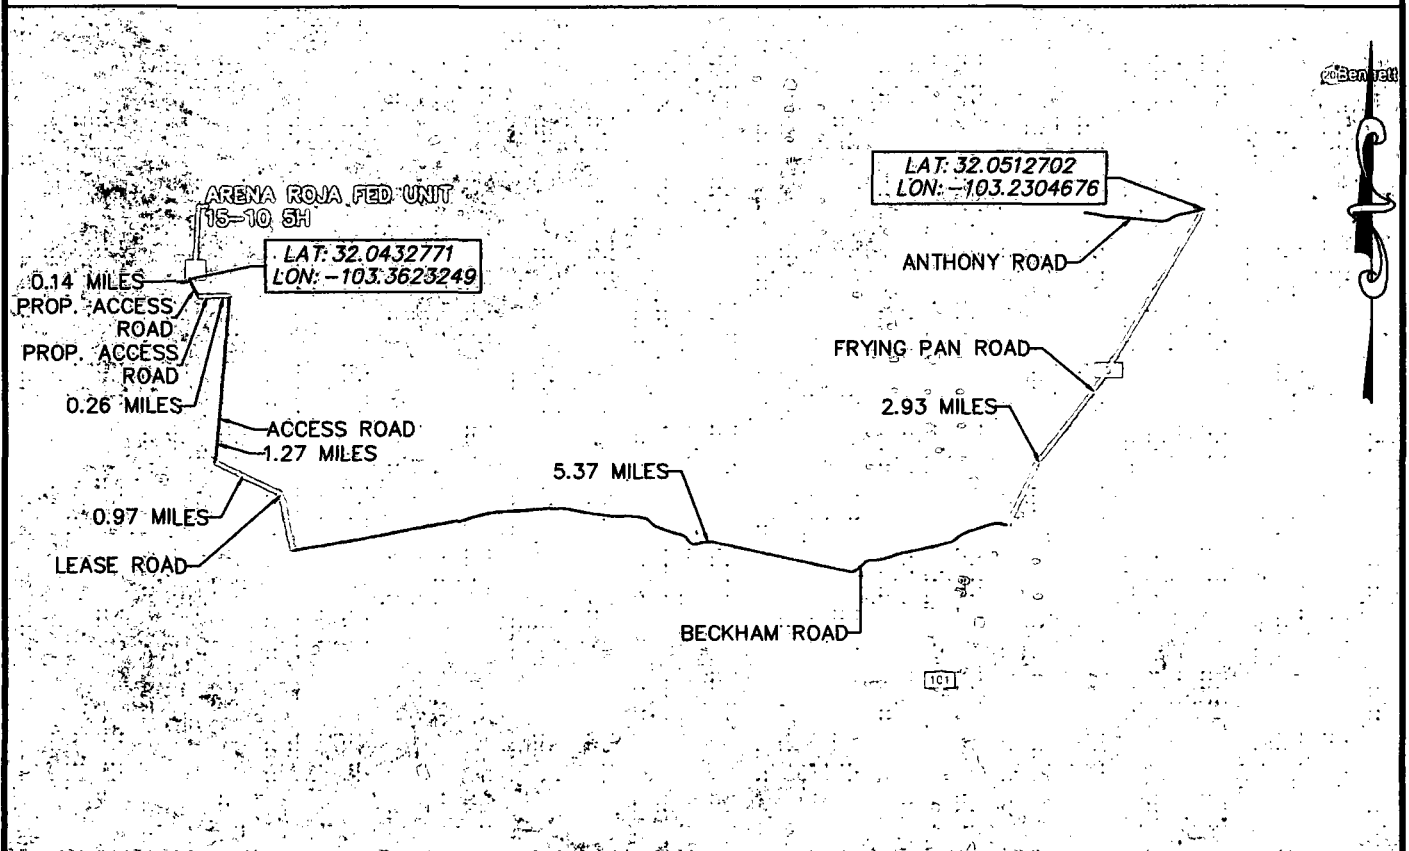 Bennett
LAT: 32.0512702
LON: -103.2304676
ARENA ROJA FED UNIT
15-10 5H
LAT: 32.0432771
LON: -103.3623249
ANTHONY ROAD
0.14 MILES
PROP. ACCESS
ROAD
PROP. ACCESS
ROAD
FRYING PAN ROAD
0.26 MILES
2.93 MILES
ACCESS ROAD
1.27 MILES
5.37 MILES
0.97 MILES
LEASE ROAD
BECKHAM ROAD
101